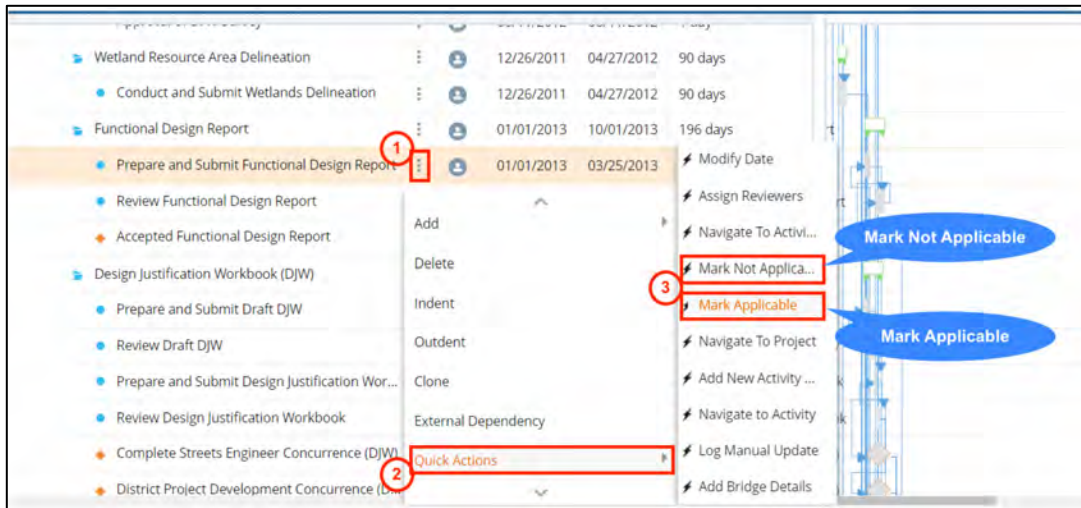 Wetland Resource Area Delineation 12/26/2011 04/27/2012 90 days
Conduct and Submit Wetlands Delineation 12/26/2011 04/27/2012 90 days
Functional Design Report 01/01/2013 10/01/2013 196 days
1
Prepare and Submit Functional Design Report 01/01/2013 03/25/2013
Review Functional Design Report
Accepted Functional Design Report
Design Justification Workbook (DJW)
Prepare and Submit Draft DJW
Review Draft DJW
Prepare and Submit Design Justification Wor...
Review Design Justification Workbook
Complete Streets Engineer Concurrence (DJW)
District Project Development Concurrence (D...
Add
Delete
Indent
Outdent
Clone
External Dependency
2
Quick Actions
Modify Date
Assign Reviewers
Navigate To Activi...
Mark Not Applica...
3
Mark Applicable
Navigate To Project
Add New Activity ...
Navigate to Activity
Log Manual Update
Add Bridge Details
Mark Not Applicable
Mark Applicable